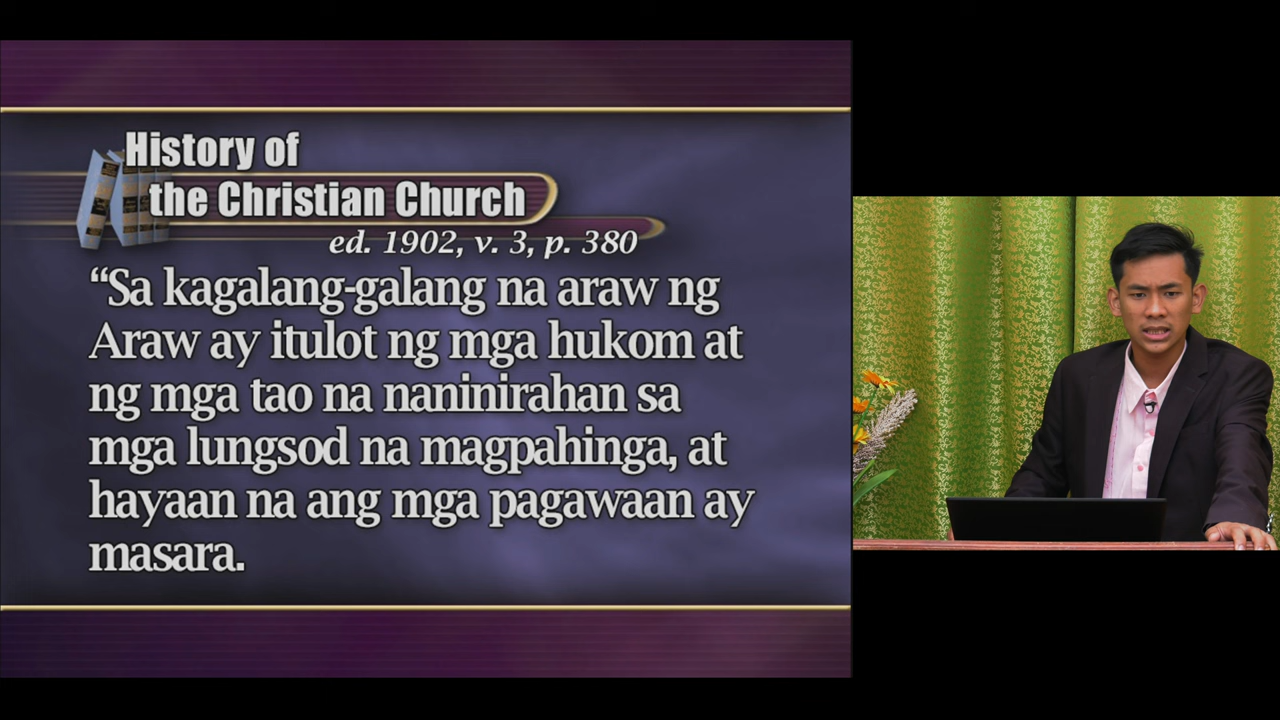 History of
the Christian Church
ed. 1902, v. 3, p. 380
“Sa kagalang-galang na araw ng
Araw ay itulot ng mga hukom at
ng mga tao na naninirahan sa
mga lungsod na magpahinga, at
hayaan na ang mga pagawaan ay
masara.